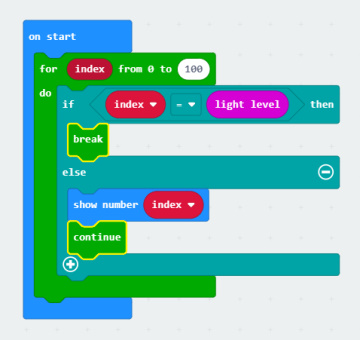 on start
for index from 0 to 100
do
if index = light level then
break
else
show number index
continue